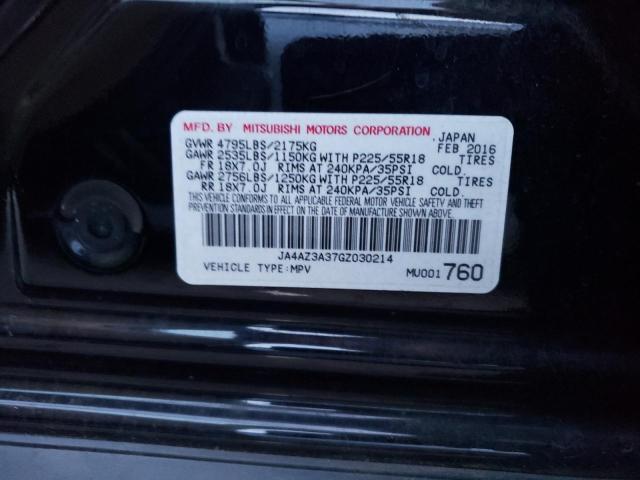 MFD. BY MITSUBISHI MOTORS CORPORATION JAPAN
GVWR 4795LBS/2175KG FEB 2016
GAWR 2535LBS/1150KG WITH P225/55R18 TIRES
FR 18X7.0J RIMS AT 240KPA/35PSI COLD.
GAWR 2756LBS/1250KG WITH P225/55R18 TIRES
RR 18X7.0J RIMS AT 240KPA/35PSI COLD.
THIS VEHICLE CONFORMS TO ALL APPLICABLE FEDERAL MOTOR VEHICLE SAFETY AND THEFT
PREVENTION STANDARDS IN EFFECT ON THE DATE OF MANUFACTURE SHOWN ABOVE.
JA4AZ3A37GZ030214
VEHICLE TYPE:MPV MU001760